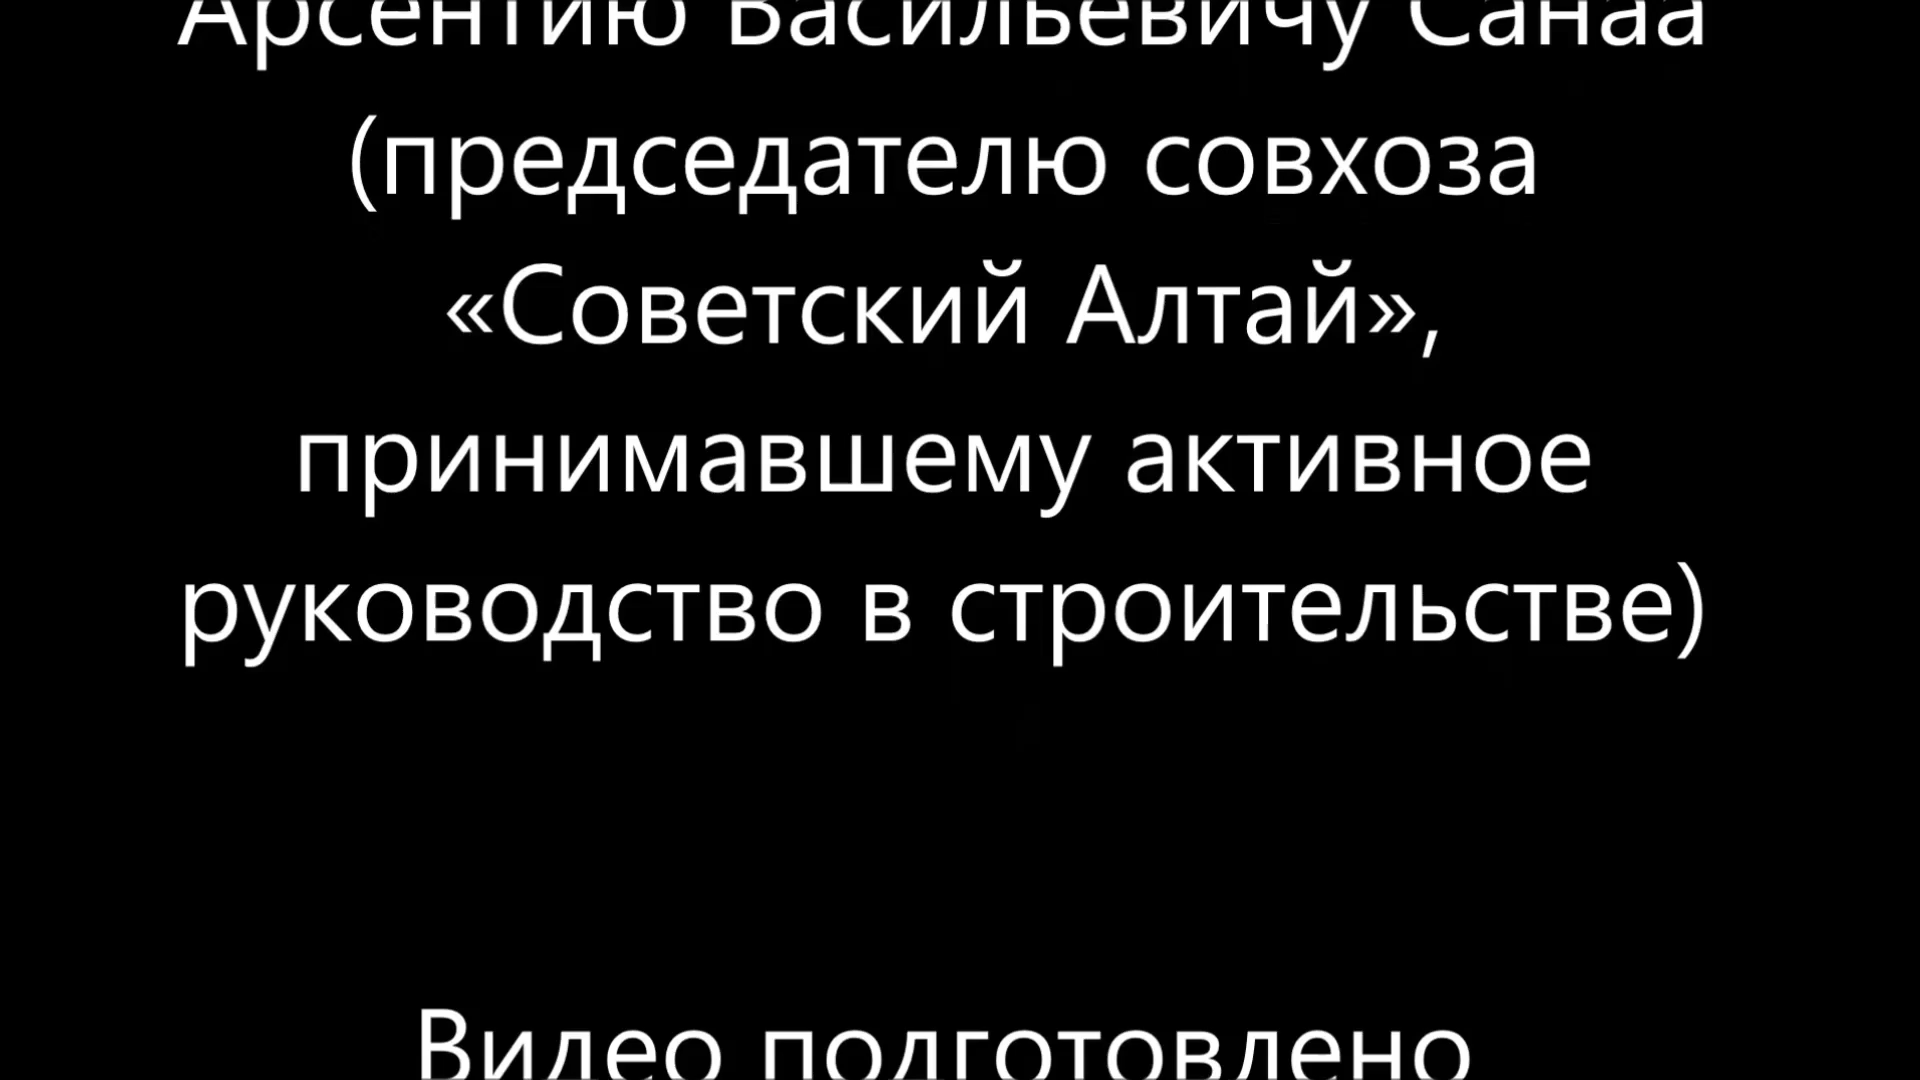 Арсентию Васильевичу Санаа
(председателю совхоза
«Советский Алтай»,
принимавшему активное
руководство в строительстве)
Видео подготовлено